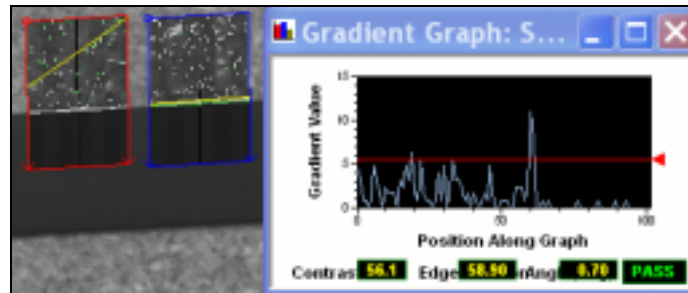 Gradient Graph: S...
15
10
5
0
Gradient Value
0 50 100
Position Along Graph
Contras 56.1 Edge 58.90 Ang 0.70 PASS